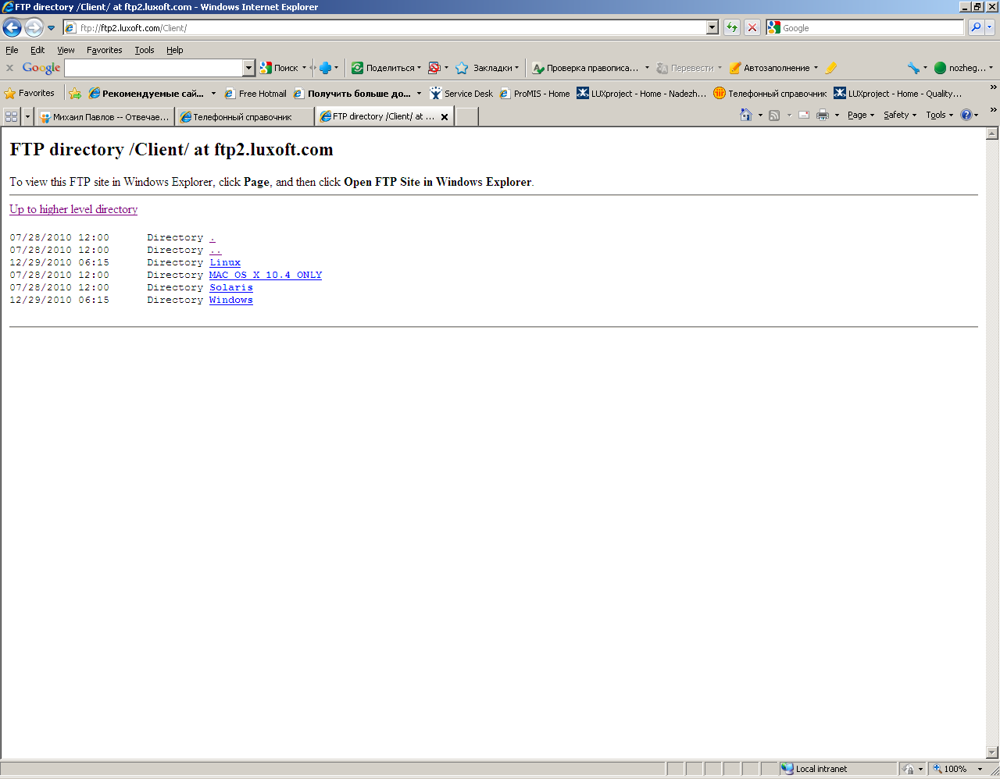 FTP directory /Client/ at ftp2.luxoft.com - Windows Internet Explorer
ftp://ftp2.luxoft.com/Client/
Google
File Edit View Favorites Tools Help
x Google Поиск Поделиться Закладки Проверка правописа... Перевести Автозаполнение nozheg...
Favorites Рекомендуемые сай... Free Hotmail Получить больше до... Service Desk ProMIS - Home LUXproject - Home - Nadezh... Телефонный справочник LUXproject - Home - Quality...
Михаил Павлов -- Отвечае... Телефонный справочник FTP directory /Client/ at ... Page Safety Tools
FTP directory /Client/ at ftp2.luxoft.com
To view this FTP site in Windows Explorer, click Page, and then click Open FTP Site in Windows Explorer.
Up to higher level directory
07/28/2010 12:00 Directory .
07/28/2010 12:00 Directory ..
12/29/2010 06:15 Directory Linux
07/28/2010 12:00 Directory MAC OS X 10.4 ONLY
07/28/2010 12:00 Directory Solaris
12/29/2010 06:15 Directory Windows
Local intranet 100%